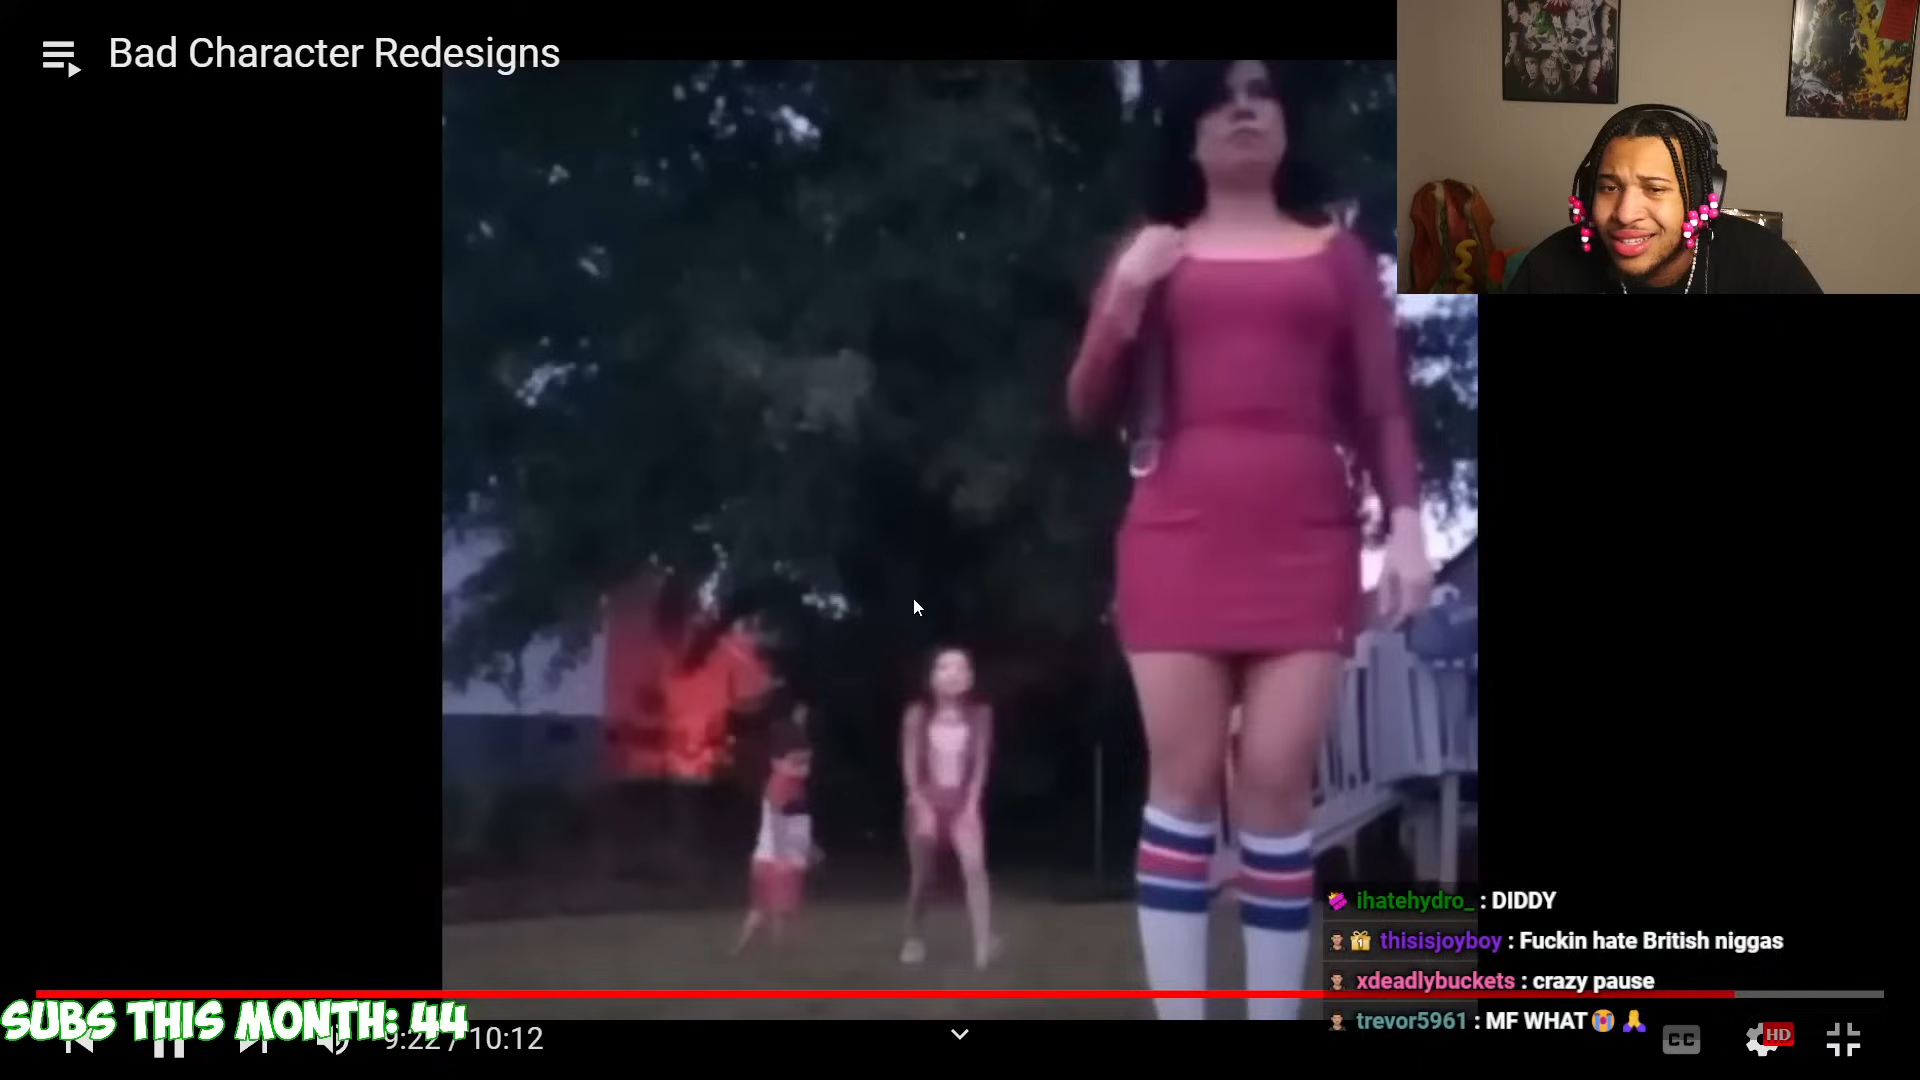 Bad Character Redesigns
ihatehydro_ : DIDDY
thisisjoyboy : Fuckin hate British niggas
xdeadlybuckets : crazy pause
trevor5961 : MF WHAT😭🙏
SUBS THIS MONTH: 44
9:22 / 10:12
CC
HD